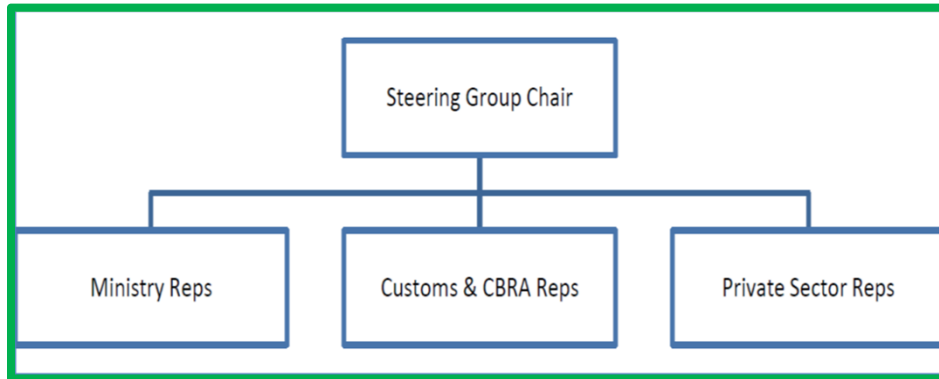 Steering Group Chair
Ministry Reps
Customs & CBRA Reps
Private Sector Reps